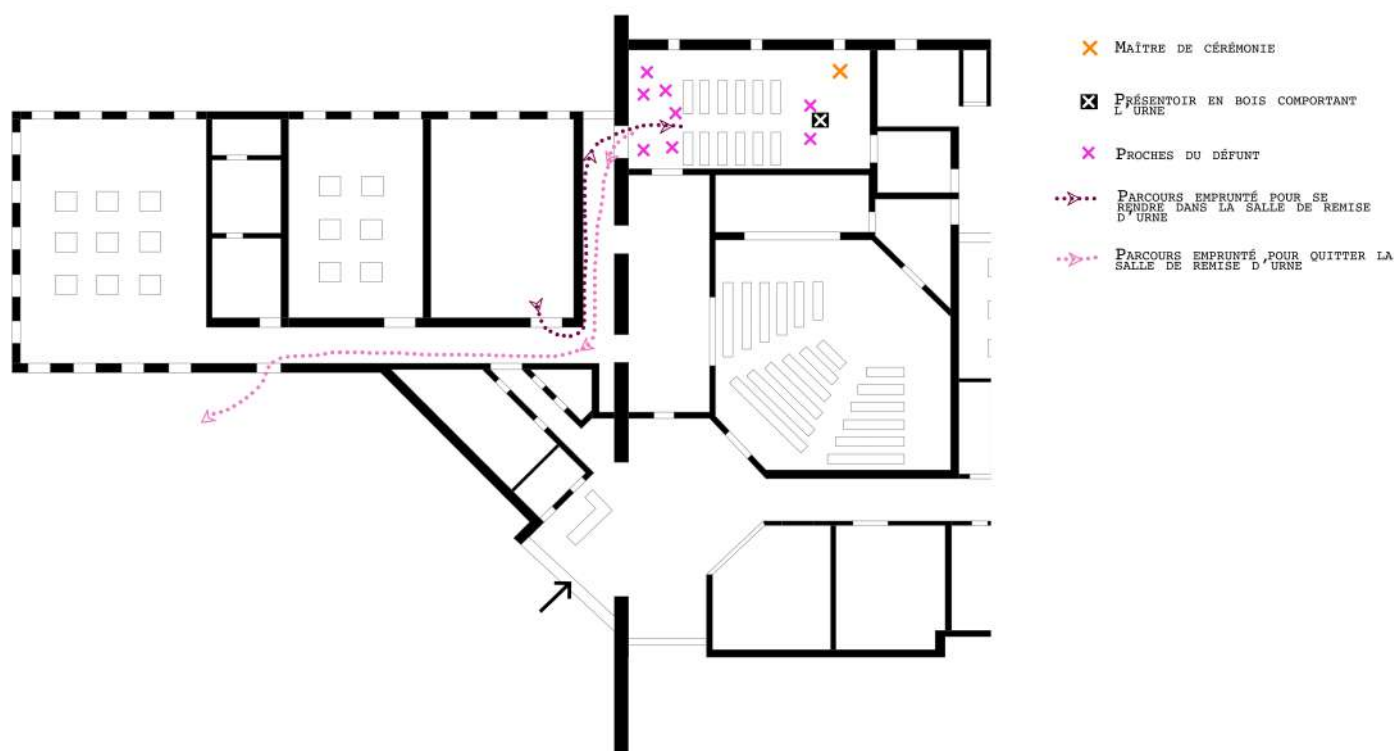 Maître de cérémonie
Présentoir en bois comportant
l'urne
Proches du défunt
Parcours emprunté pour se
rendre dans la salle de remise
d'urne
Parcours emprunté pour quitter la
salle de remise d'urne